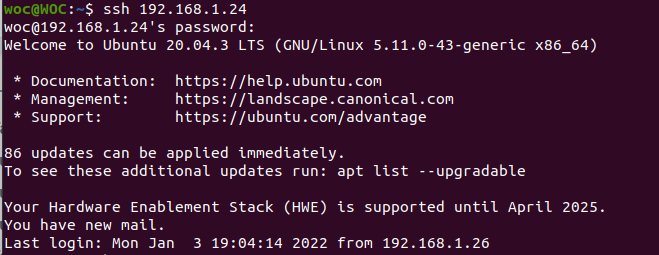 woc@WOC:~$ ssh 192.168.1.24
woc@192.168.1.24's password:
Welcome to Ubuntu 20.04.3 LTS (GNU/Linux 5.11.0-43-generic x86_64)
* Documentation:  https://help.ubuntu.com
* Management:     https://landscape.canonical.com
* Support:        https://ubuntu.com/advantage
86 updates can be applied immediately.
To see these additional updates run: apt list --upgradable
Your Hardware Enablement Stack (HWE) is supported until April 2025.
You have new mail.
Last login: Mon Jan  3 19:04:14 2022 from 192.168.1.26